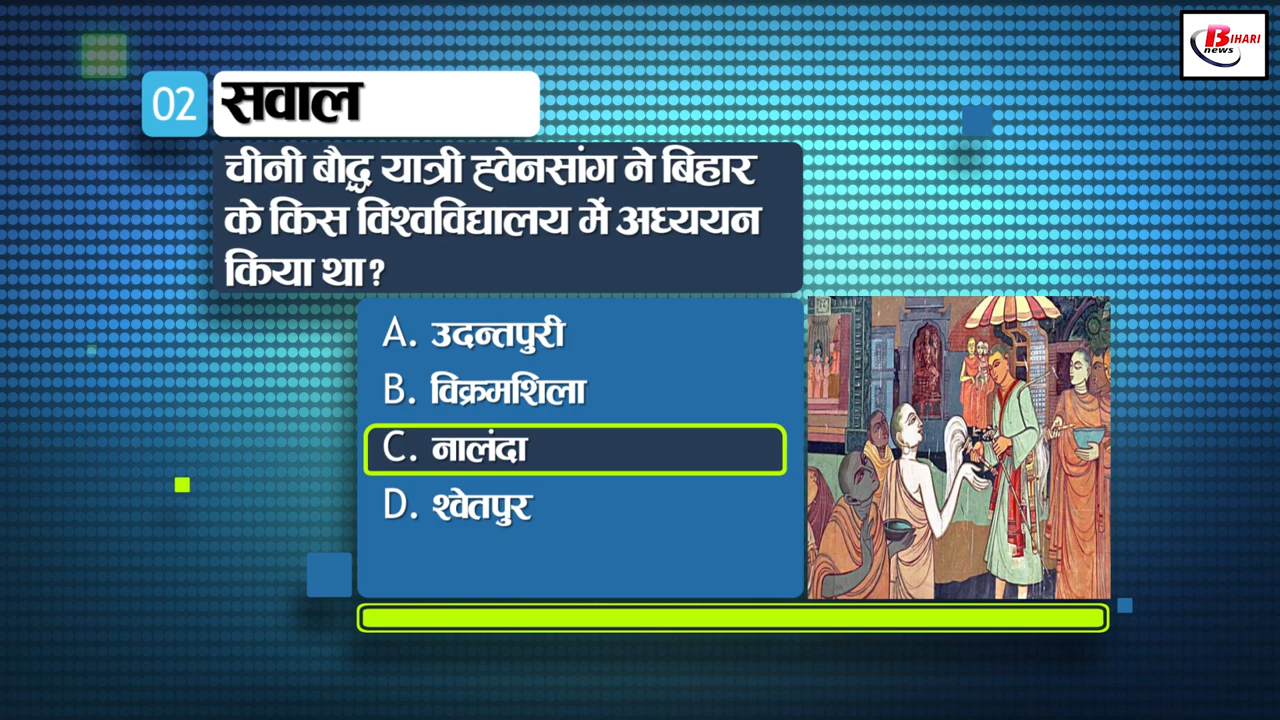 BIHARI
news
02 सवाल
चीनी बौद्ध यात्री ह्वेनसांग ने बिहार
के किस विश्वविद्यालय में अध्ययन
किया था?
A. उदन्तपुरी
B. विक्रमशिला
C. नालंदा
D. श्वेतपुर